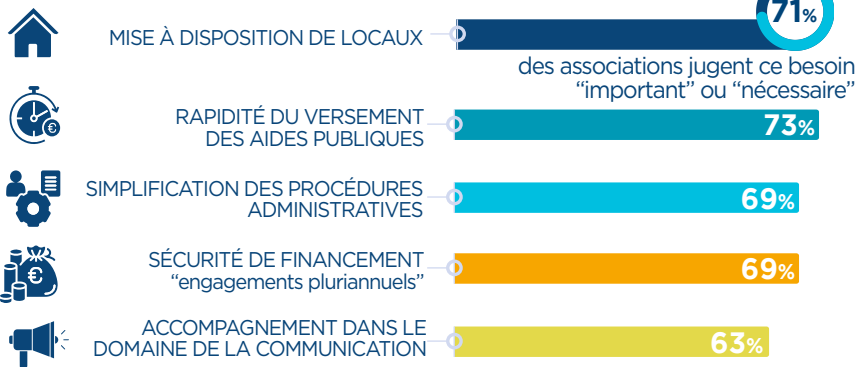 71%
MISE À DISPOSITION DE LOCAUX
des associations jugent ce besoin
“important” ou “nécessaire”
RAPIDITÉ DU VERSEMENT
DES AIDES PUBLIQUES
73%
€
SIMPLIFICATION DES PROCÉDURES
ADMINISTRATIVES
69%
SÉCURITÉ DE FINANCEMENT
“engagements pluriannuels”
69%
€
ACCOMPAGNEMENT DANS LE
DOMAINE DE LA COMMUNICATION
63%